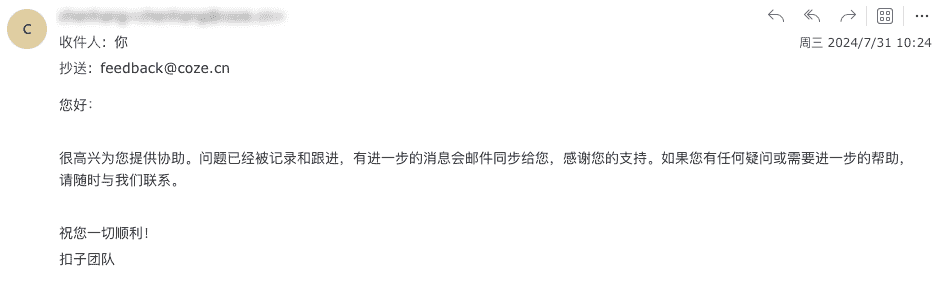 C
收件人：你
周三 2024/7/31 10:24
抄送：feedback@coze.cn
您好：
很高兴为您提供协助。问题已经被记录和跟进，有进一步的消息会邮件同步给您，感谢您的支持。如果您有任何疑问或需要进一步的帮助，
请随时与我们联系。
祝您一切顺利！
扣子团队